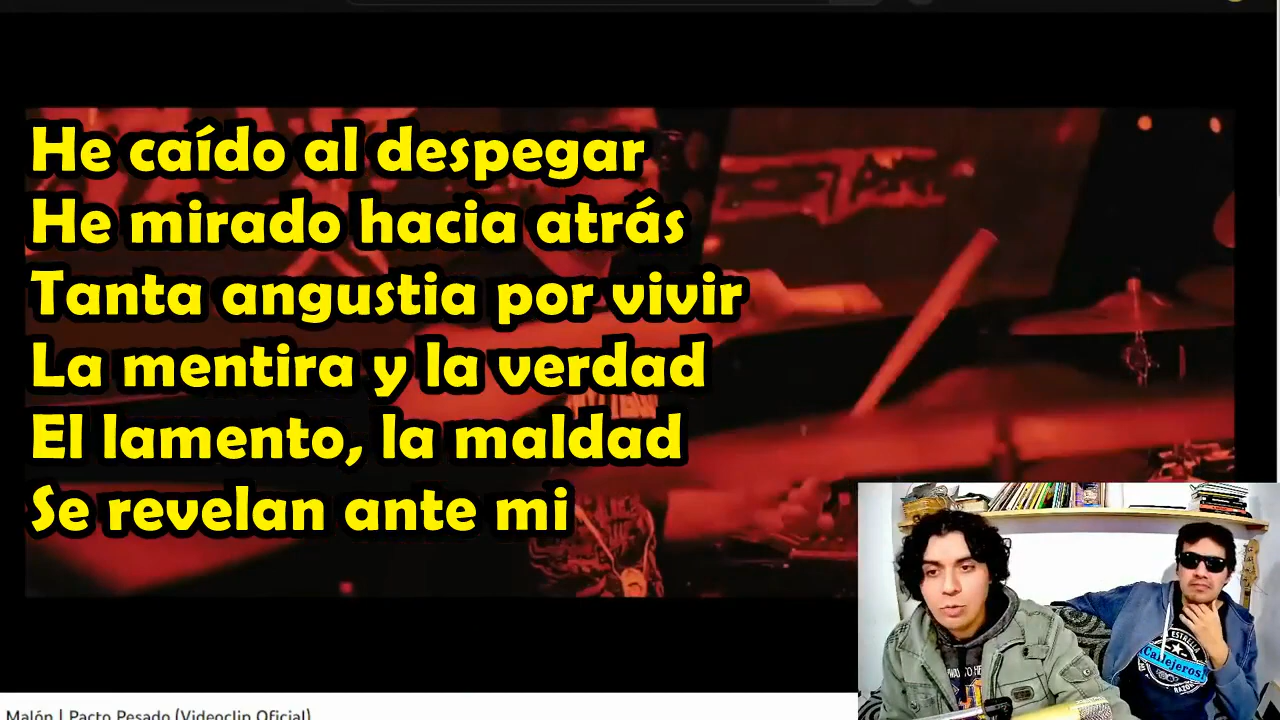 He caído al despegar
He mirado hacia atrás
Tanta angustia por vivir
La mentira y la verdad
El lamento, la maldad
Se revelan ante mi
ESTRELLA
Callejeros
Malón | Pacto Pesado (Videoclip Oficial)